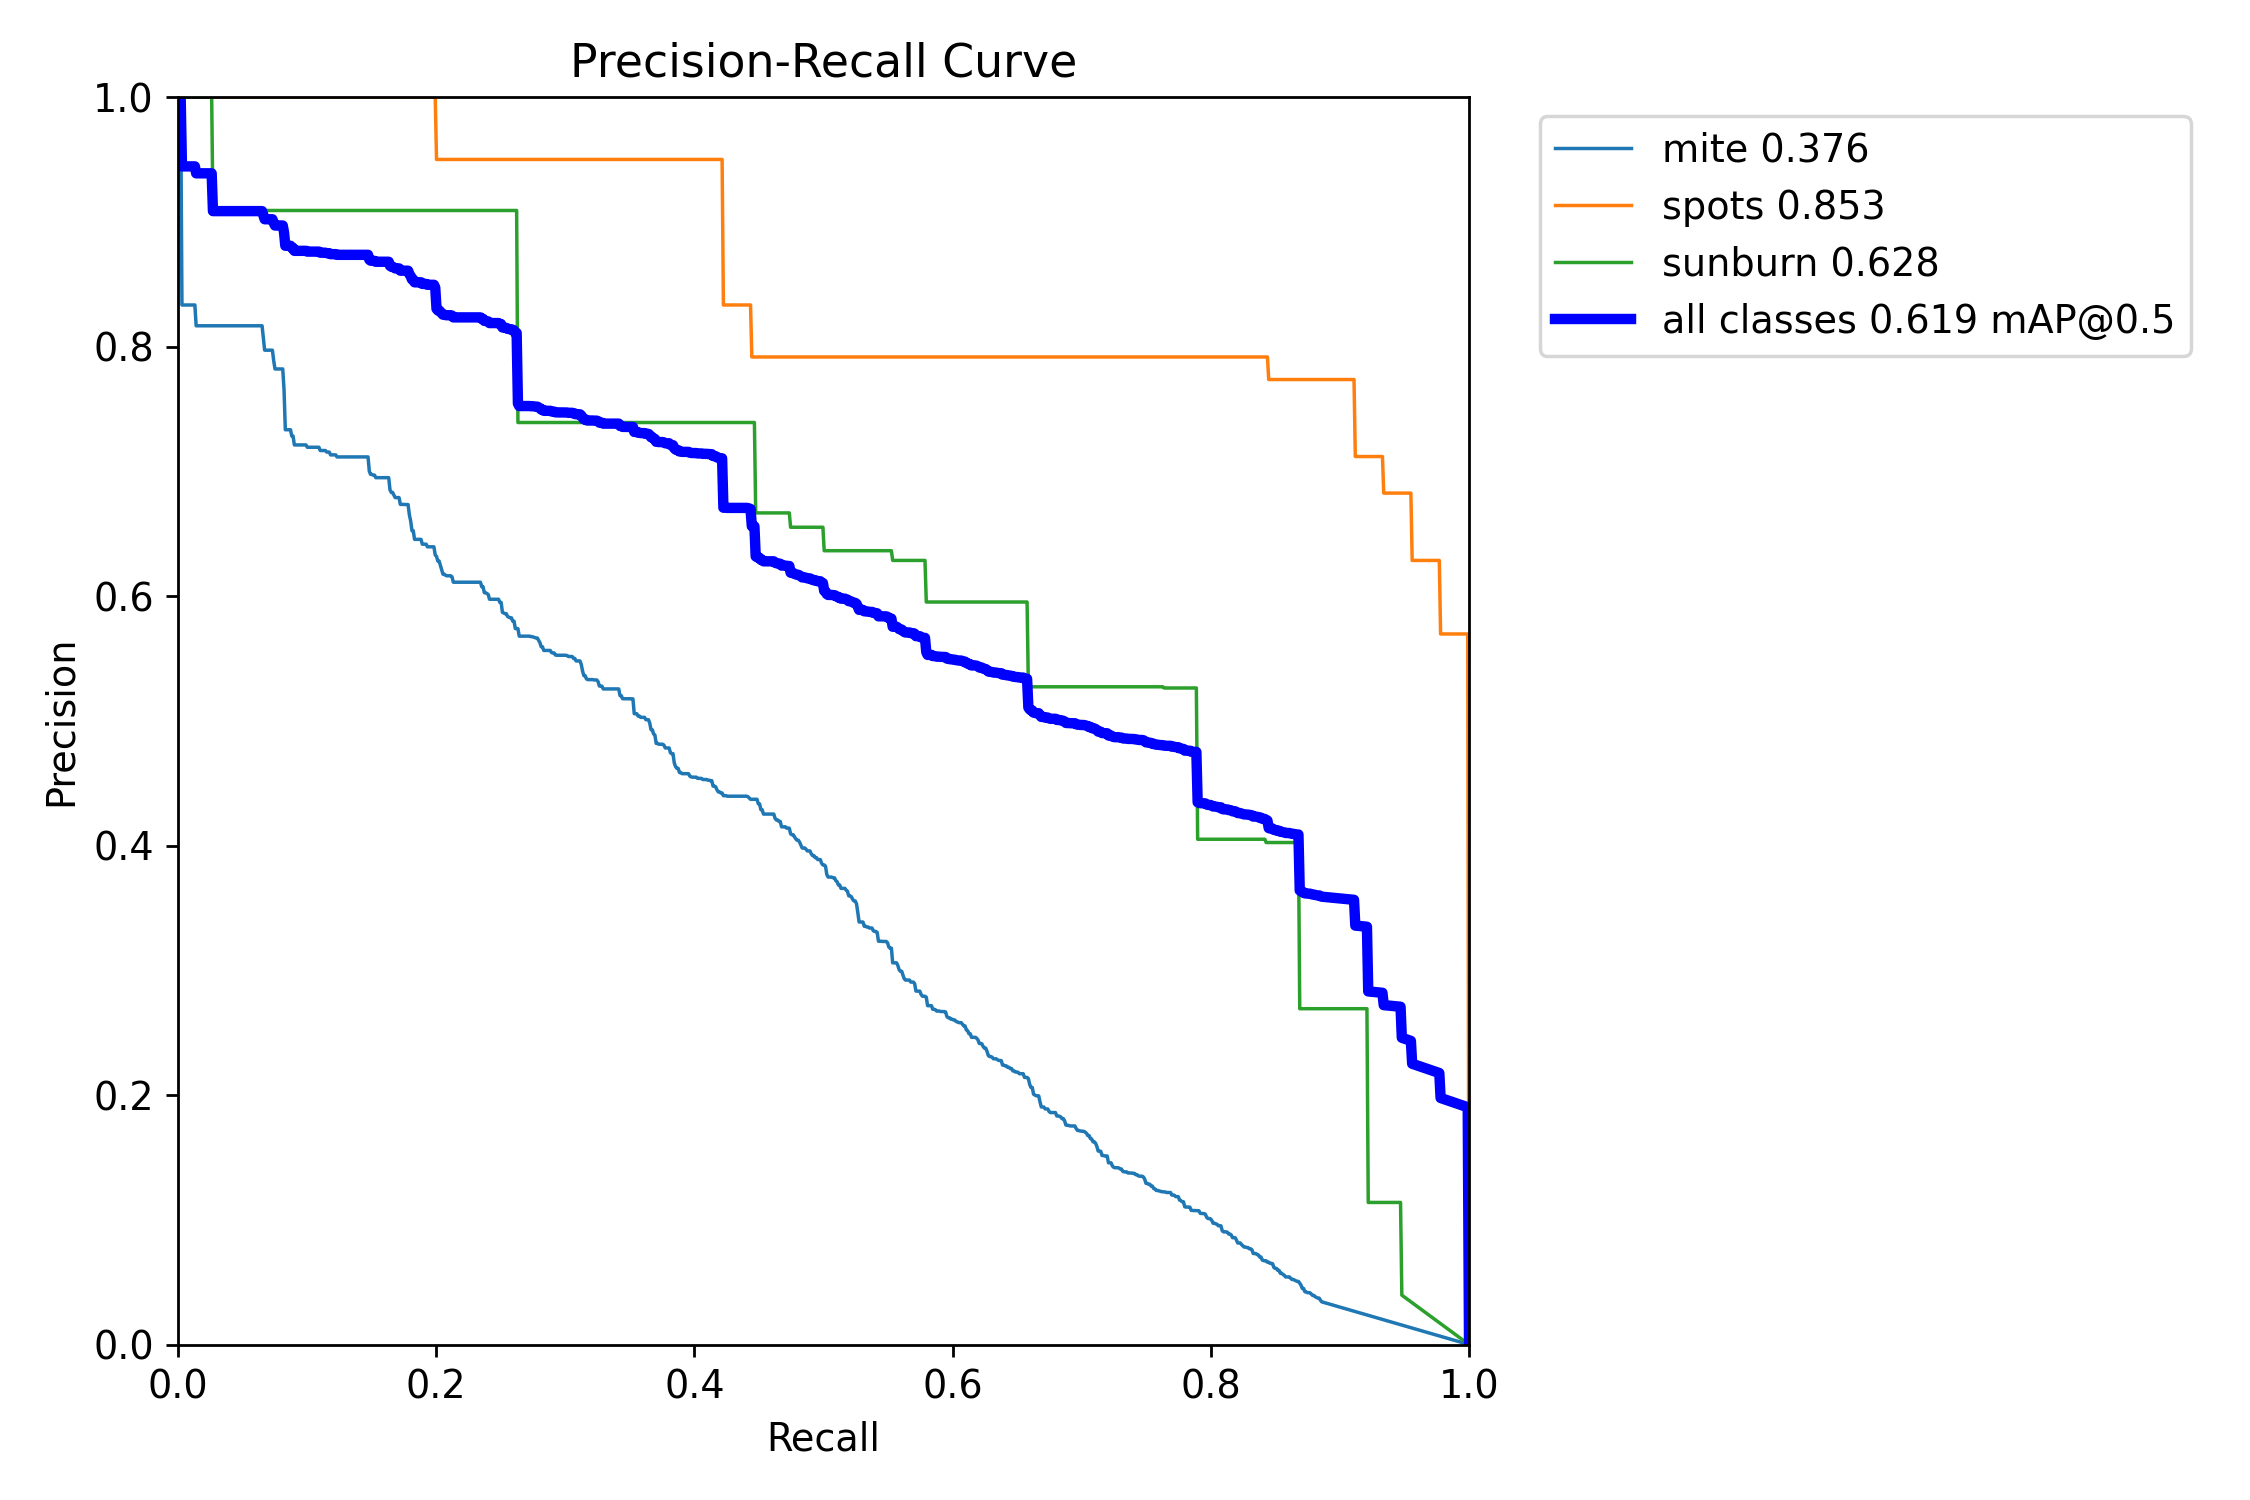 Precision-Recall Curve
1.0
0.8
0.6
0.4
0.2
0.0
Precision
0.0 0.2 0.4 0.6 0.8 1.0
Recall
mite 0.376
spots 0.853
sunburn 0.628
all classes 0.619 mAP@0.5